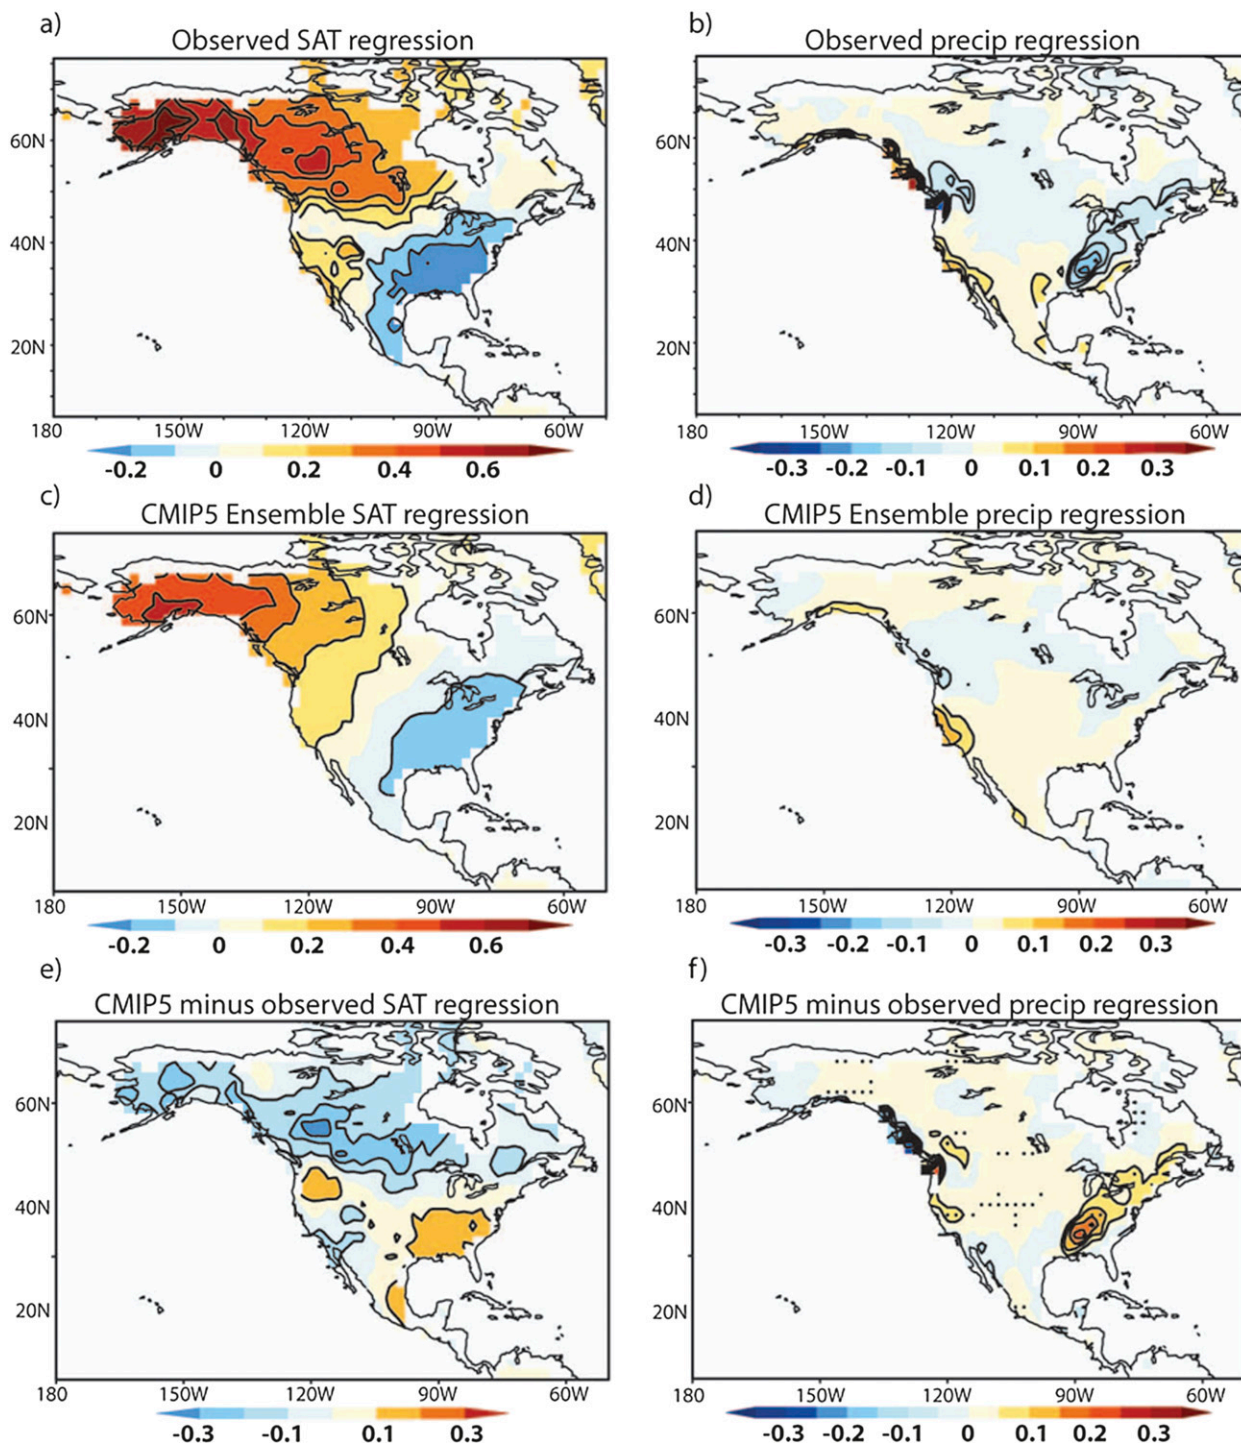 a)
Observed SAT regression
60N
40N
20N
180 150W 120W 90W 60W
-0.2 0 0.2 0.4 0.6
b)
Observed precip regression
60N
40N
20N
180 150W 120W 90W 60W
-0.3 -0.2 -0.1 0 0.1 0.2 0.3
c)
CMIP5 Ensemble SAT regression
60N
40N
20N
180 150W 120W 90W 60W
-0.2 0 0.2 0.4 0.6
d)
CMIP5 Ensemble precip regression
60N
40N
20N
180 150W 120W 90W 60W
-0.3 -0.2 -0.1 0 0.1 0.2 0.3
e)
CMIP5 minus observed SAT regression
60N
40N
20N
180 150W 120W 90W 60W
-0.3 -0.1 0.1 0.3
f)
CMIP5 minus observed precip regression
60N
40N
20N
180 150W 120W 90W 60W
-0.3 -0.2 -0.1 0 0.1 0.2 0.3